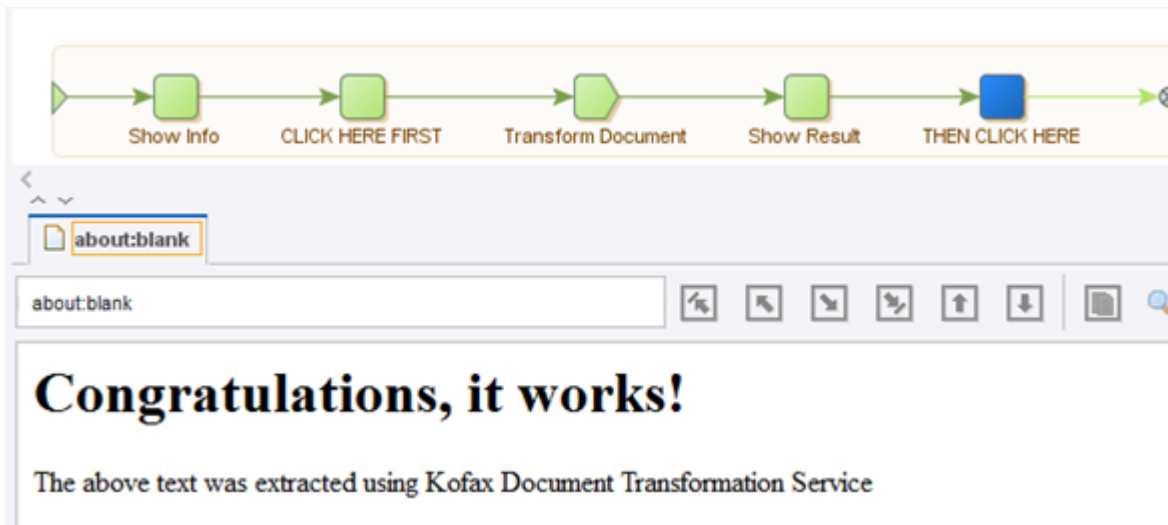 Show Info CLICK HERE FIRST Transform Document Show Result THEN CLICK HERE
about:blank
about:blank
Congratulations, it works!
The above text was extracted using Kofax Document Transformation Service